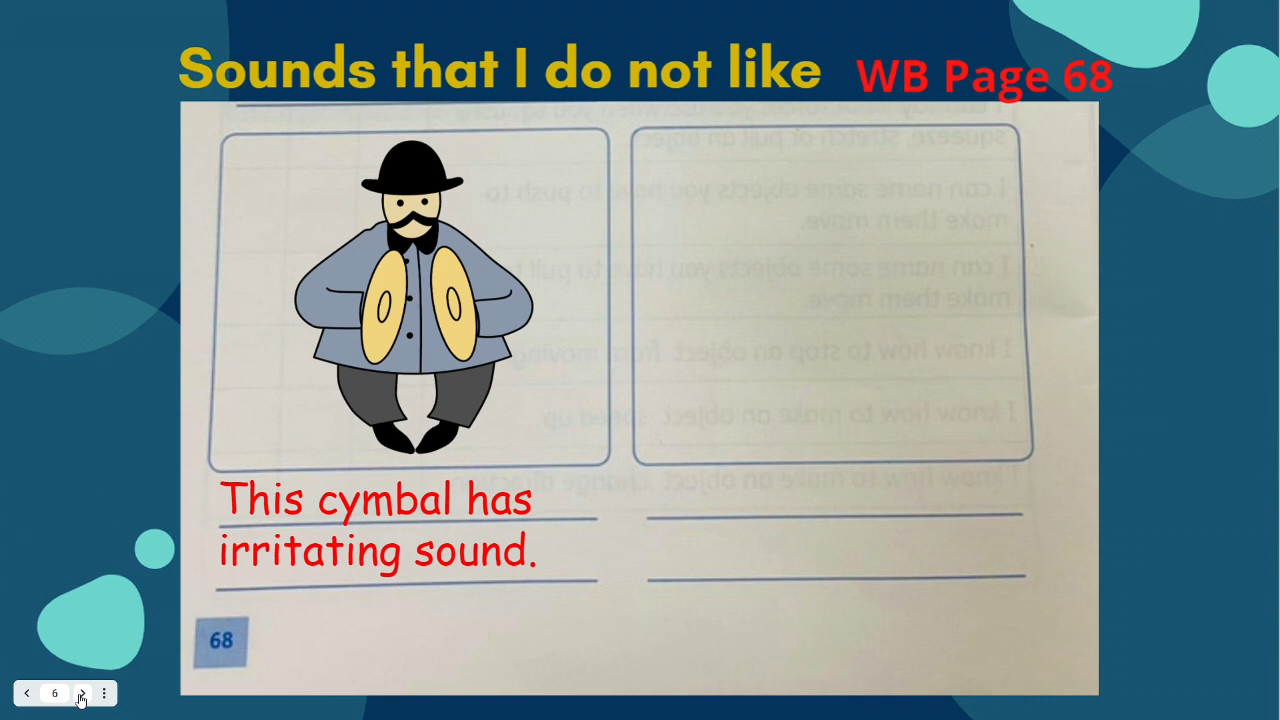 Sounds that I do not like WB Page 68
This cymbal has
irritating sound.
68
6